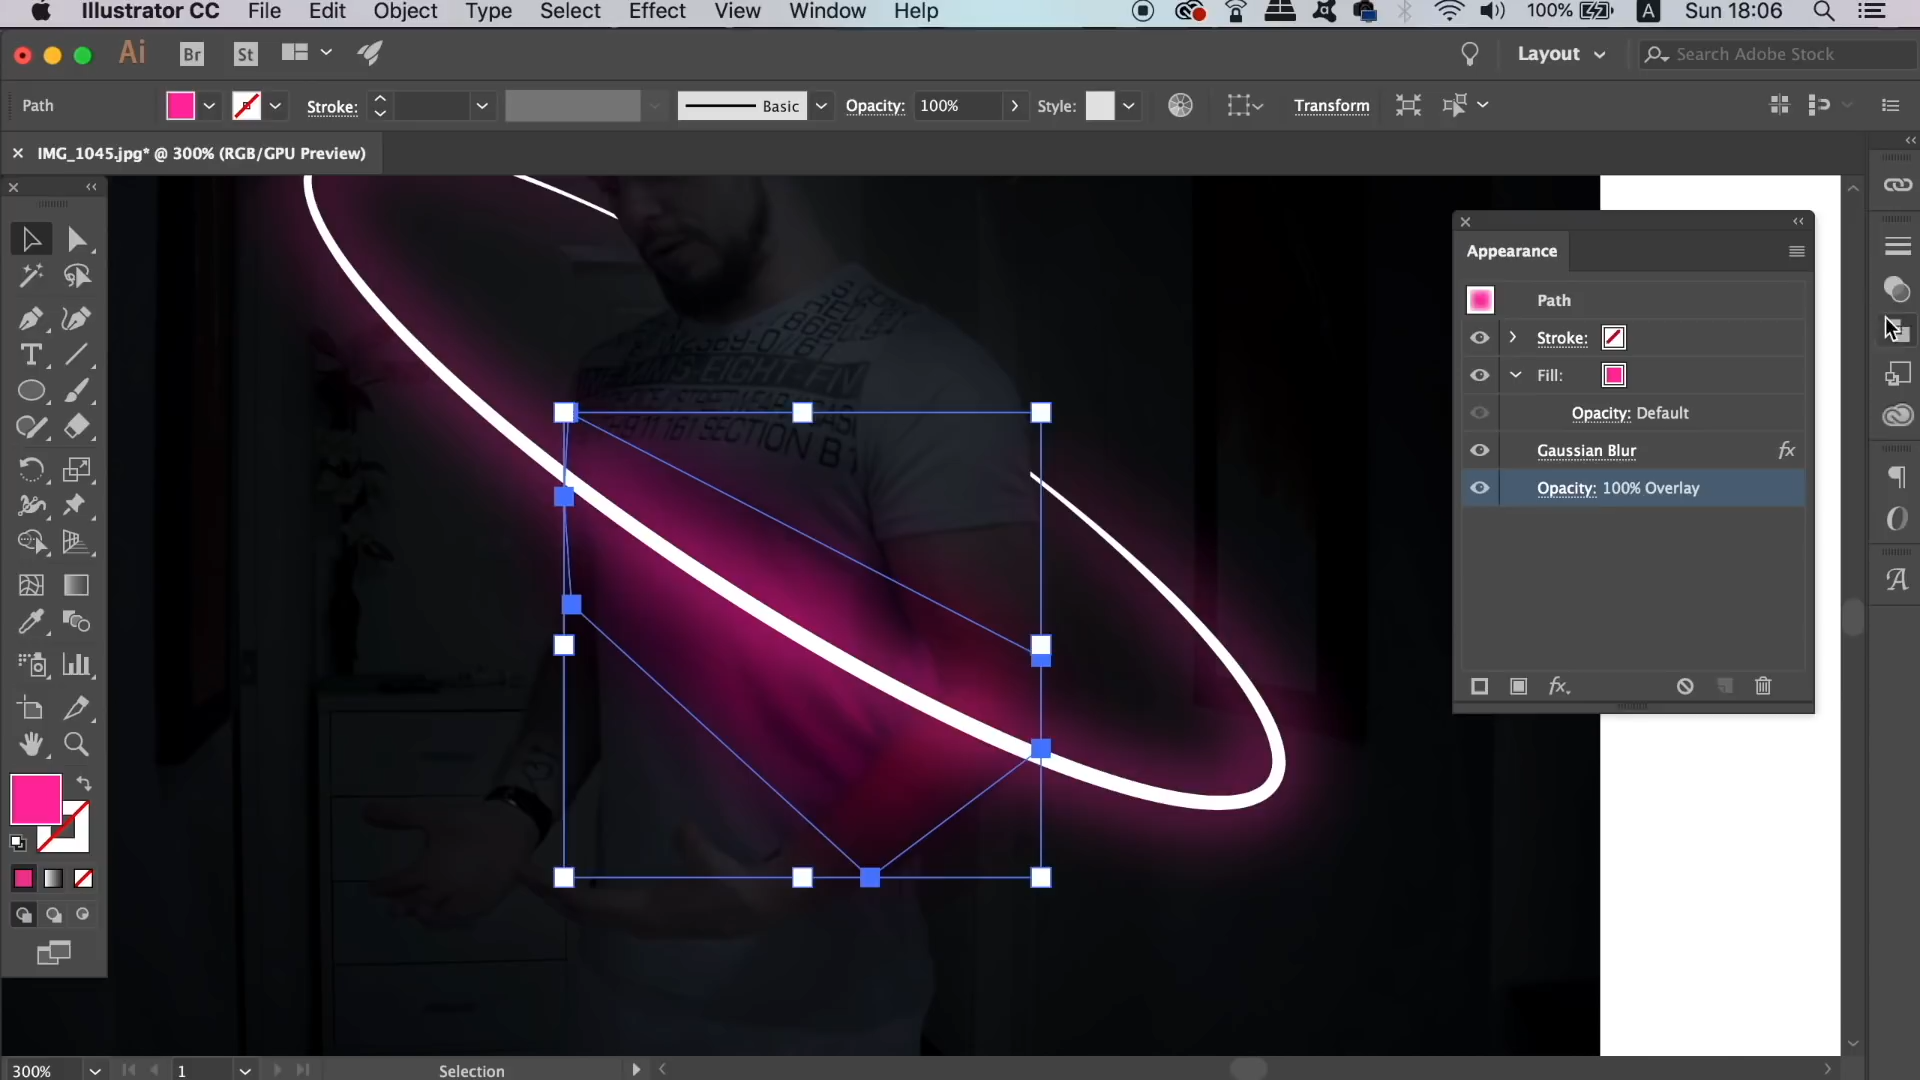 Illustrator CC File Edit Object Type Select Effect View Window Help 100% A Sun 18:06
Ai Br St Layout Search Adobe Stock
Path Stroke: Basic Opacity: 100% Style: Transform
IMG_1045.jpg* @ 300% (RGB/GPU Preview)
Appearance
Path
Stroke:
Fill:
Opacity: Default
Gaussian Blur fx
Opacity: 100% Overlay
fx
300% 1 Selection